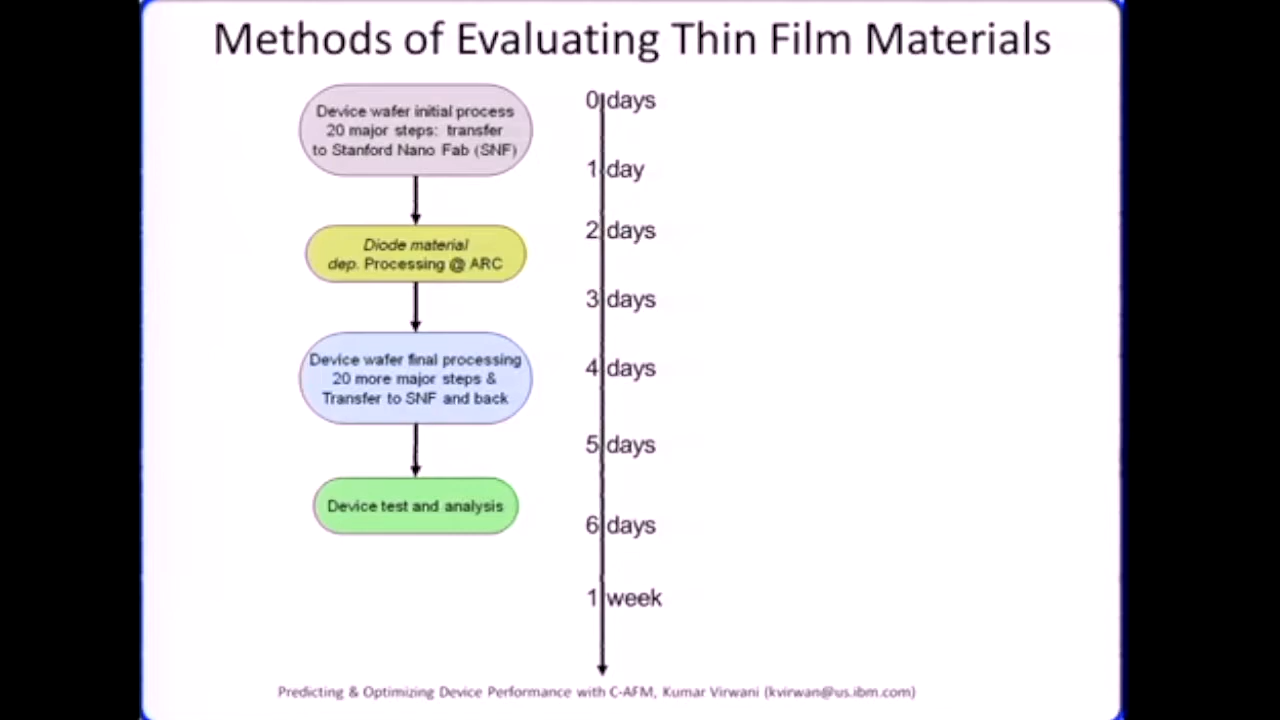 Methods of Evaluating Thin Film Materials
Device wafer initial process
20 major steps: transfer
to Stanford Nano Fab (SNF)
Diode material
dep. Processing @ ARC
Device wafer final processing
20 more major steps &
Transfer to SNF and back
Device test and analysis
0 days
1 day
2 days
3 days
4 days
5 days
6 days
1 week
Predicting & Optimizing Device Performance with C-AFM, Kumar Virwani (kvirwan@us.ibm.com)